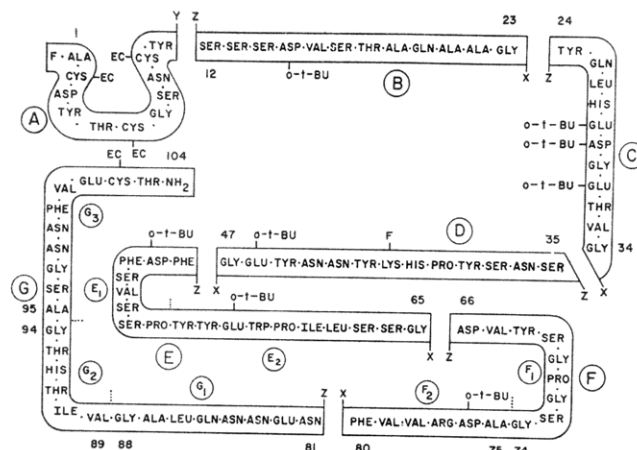 1
Y Z
F·ALA
CYS
EC
ASP
TYR
THR·CYS
EC
CYS
TYR
ASN
SER
GLY
A
EC EC
12
SER·SER·SER·ASP·VAL·SER·THR·ALA·GLN·ALA·ALA·GLY
23
o-t-BU
B
X Z
24
TYR
GLN
LEU
HIS
o-t-BU GLU
o-t-BU ASP
GLY
o-t-BU GLU
THR
VAL
GLY
34
C
Z X
104
GLU·CYS·THR·NH2
VAL
PHE
ASN
ASN
GLY
SER
95 ALA
94 GLY
THR
HIS
THR
ILE
G3
G
G2
G1
VAL·GLY·ALA·LEU·GLN·ASN·ASN·GLU·ASN
89 88 81
Z X
47 35
o-t-BU F D
GLY·GLU·TYR·ASN·ASN·TYR·LYS·HIS·PRO·TYR·SER·ASN·SER
o-t-BU
PHE·ASP·PHE
Z X
SER
VAL
SER
E1
o-t-BU
65
SER·PRO·TYR·TYR·GLU·TRP·PRO·ILE·LEU·SER·SER·GLY
E E2
X Z
66
ASP·VAL·TYR
SER
GLY
PRO
GLY
SER
F1
F
F2
o-t-BU
PHE·VAL·VAL·ARG·ASP·ALA·GLY
80 75 74